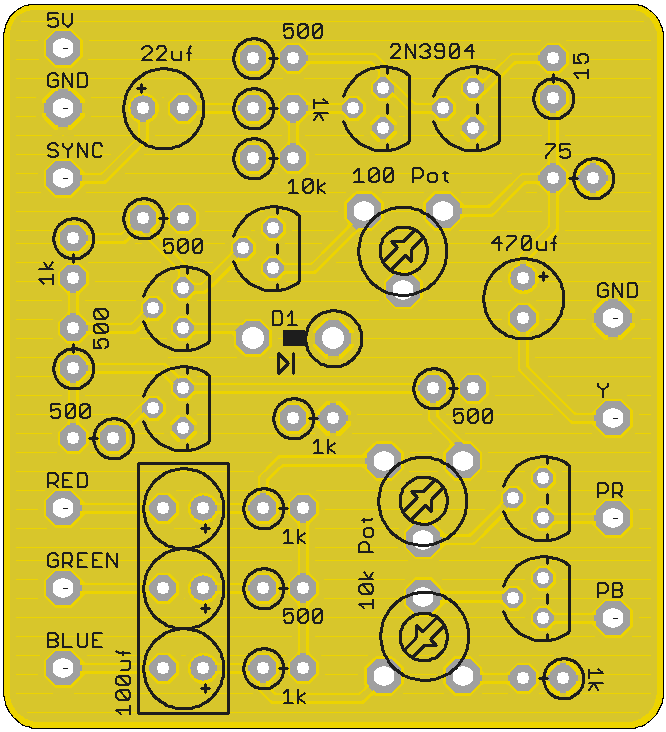 5V
500
2N3904
22uf
15
GND
1k
SYNC
75
10k
100 Pot
500
470uf
1k
GND
500
D1
Y
500
500
1k
RED
PR
1k
10k Pot
GREEN
PB
500
BLUE
100uf
1k
1k
+
+
+
+
+